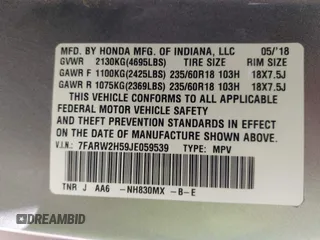 MFD. BY HONDA MFG. OF INDIANA, LLC 05/'18
GVWR 2130KG(4695LBS) TIRE SIZE RIM SIZE
GAWR F 1100KG(2425LBS) 235/60R18 103H 18X7.5J
GAWR R 1075KG(2369LBS) 235/60R18 103H 18X7.5J
THIS VEHICLE CONFORMS TO ALL APPLICABLE
FEDERAL MOTOR VEHICLE SAFETY
AND THEFT PREVENTION STANDARDS IN EFFECT
ON THE DATE OF MANUFACTURE SHOWN ABOVE.
V.I.N: 7FARW2H59JE059539 TYPE: MPV
TNR J AA6 -NH830MX -B-E
DREAMBID